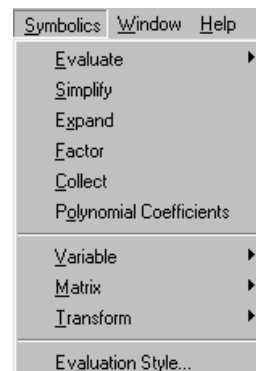 Symbolics Window Help
Evaluate
Simplify
Expand
Factor
Collect
Polynomial Coefficients
Variable
Matrix
Transform
Evaluation Style...